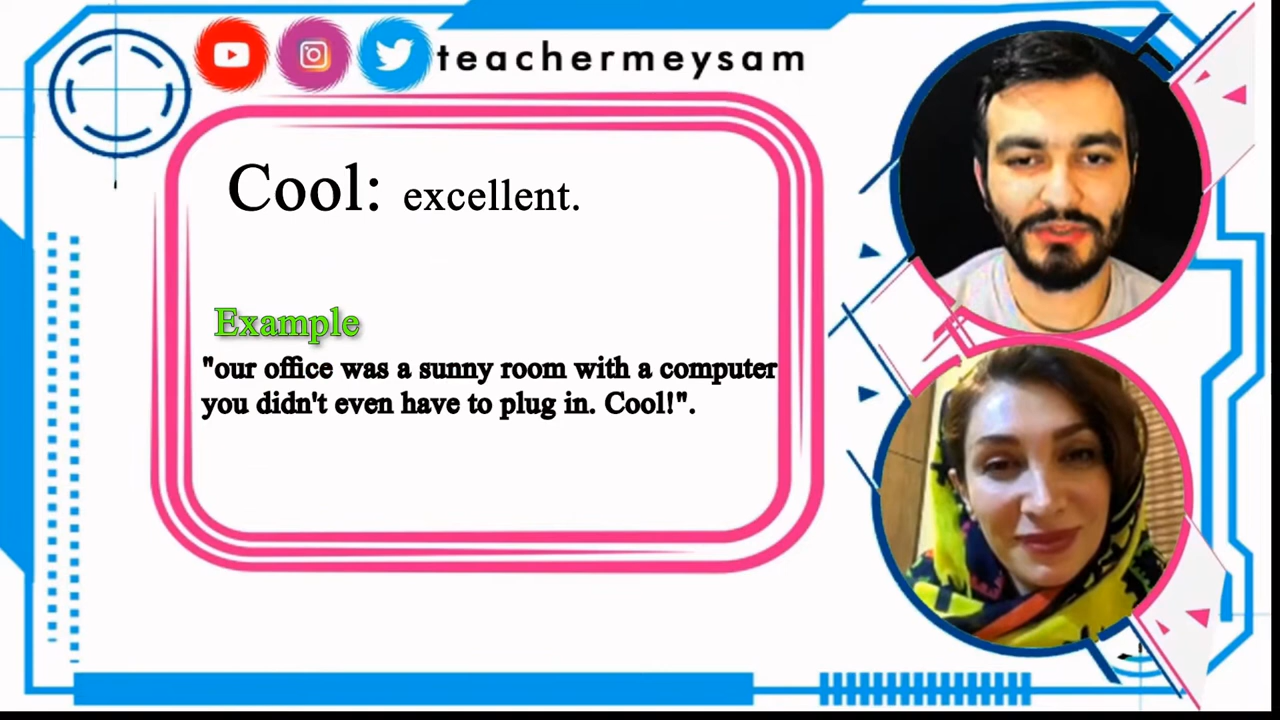 teachermeysam
Cool: excellent.
Example
"our office was a sunny room with a computer
you didn't even have to plug in. Cool!".